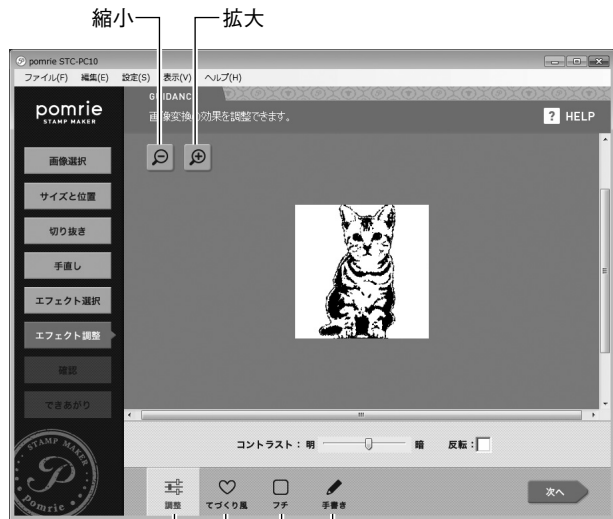 縮小 拡大
pomrie STC-PC10
ファイル(F) 編集(E) 設定(S) 表示(V) ヘルプ(H)
GUIDANC
pomrie
STAMP MAKER
画像変換の効果を調整できます。
? HELP
画像選択
サイズと位置
切り抜き
手直し
エフェクト選択
エフェクト調整
確認
できあがり
コントラスト: 明 暗 反転:
STAMP MAKER
Pomrie
調整 てづくり風 フチ 手書き
次へ